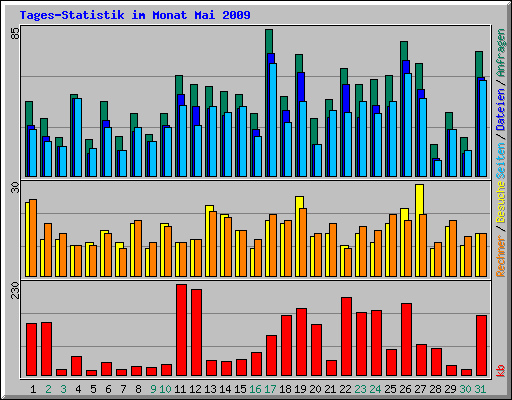 Tages-Statistik im Monat Mai 2009
85
30
230
Rechner / Besuche Seiten / Dateien / Anfragen
kb
1 2 3 4 5 6 7 8 9 10 11 12 13 14 15 16 17 18 19 20 21 22 23 24 25 26 27 28 29 30 31